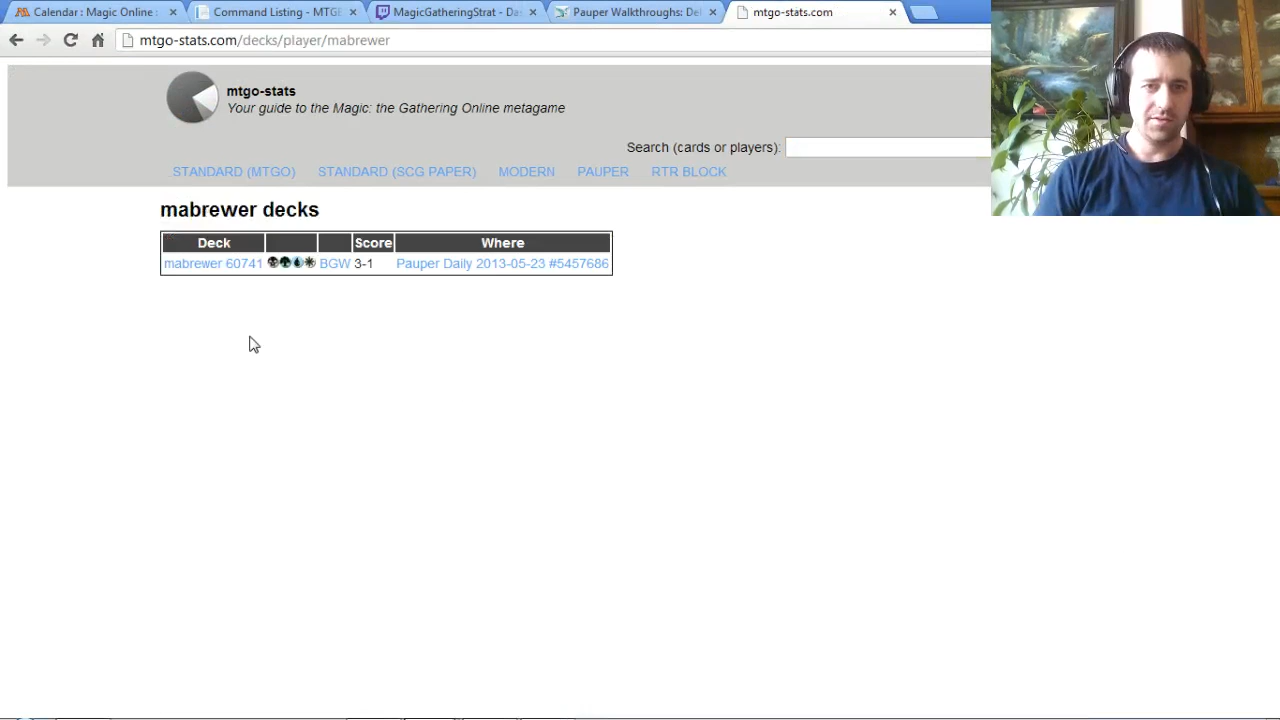 Calendar : Magic Online :
Command Listing - MTGE
MagicGatheringStrat - Da
Pauper Walkthroughs: Del
mtgo-stats.com
mtgo-stats.com/decks/player/mabrewer
mtgo-stats
Your guide to the Magic: the Gathering Online metagame
Search (cards or players):
STANDARD (MTGO) STANDARD (SCG PAPER) MODERN PAUPER RTR BLOCK
mabrewer decks
Deck Score Where
mabrewer 60741 BGW 3-1 Pauper Daily 2013-05-23 #5457686